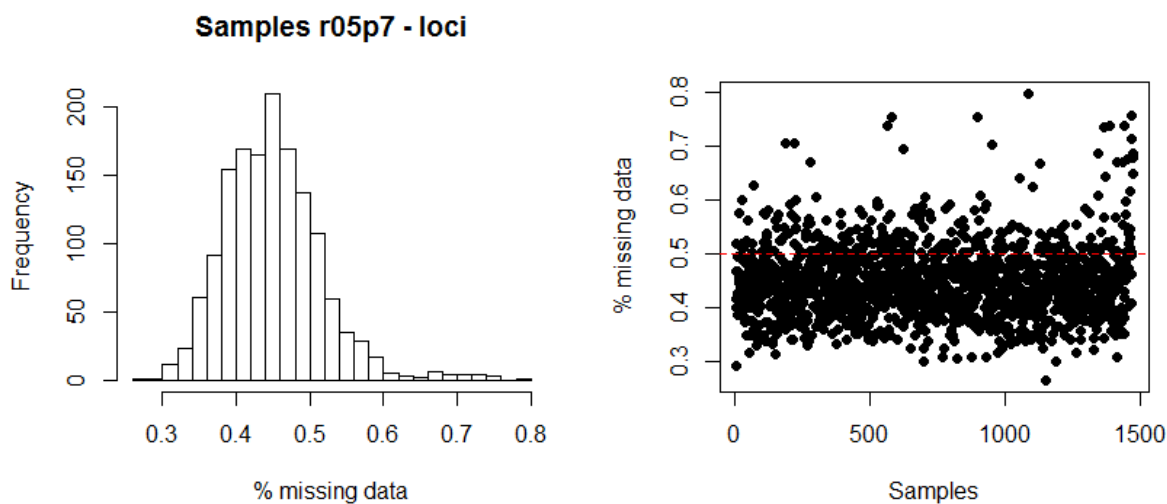 Samples r05p7 - loci
Frequency
0 50 100 150 200
0.3 0.4 0.5 0.6 0.7 0.8
% missing data
% missing data
0.3 0.4 0.5 0.6 0.7 0.8
0 500 1000 1500
Samples